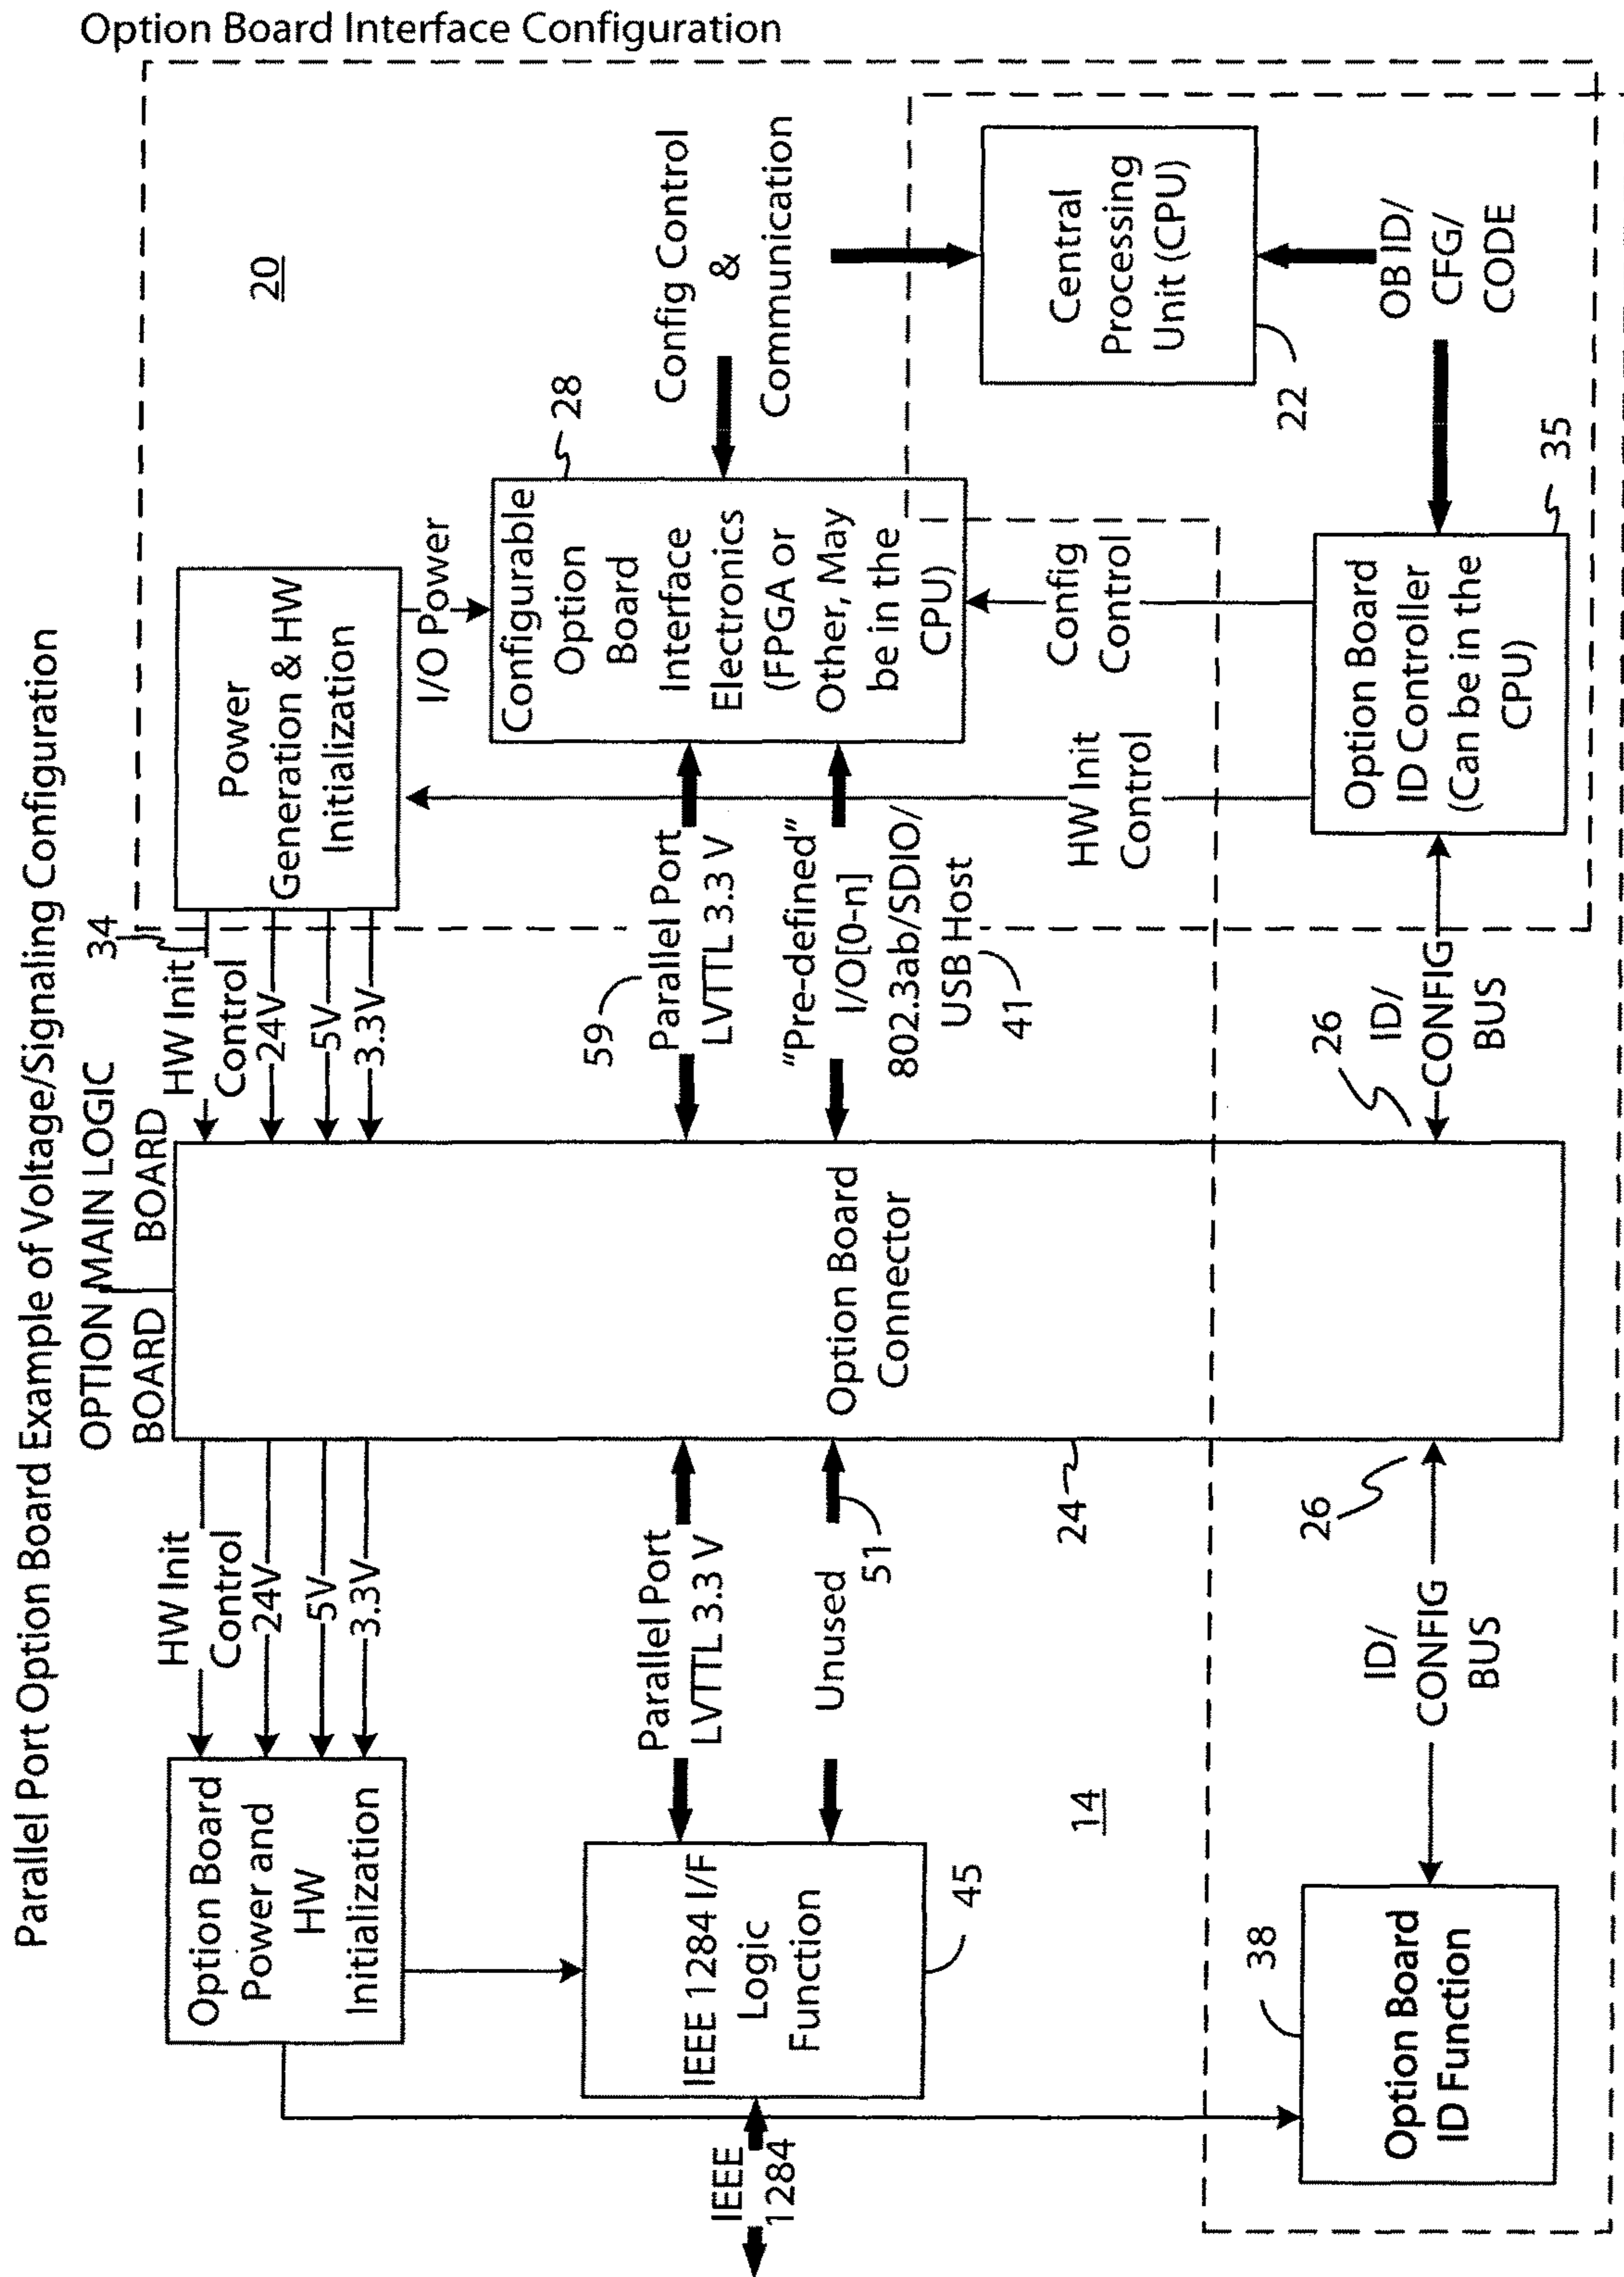 Parallel Port Option Board Example of Voltage/Signaling Configuration
Option Board Interface Configuration
OPTION MAIN LOGIC
BOARD BOARD
Option Board
Power and
HW
Initialization
HW Init
Control
24V
5V
3.3V
HW Init
Control
24V
5V
3.3V
34
Power
Generation & HW
Initialization
20
I/O Power
IEEE
1284
IEEE 1284 I/F
Logic
Function
45
Parallel Port
LVTTL 3.3 V
Unused
51
14
24
Option Board
Connector
59
Parallel Port
LVTTL 3.3 V
"Pre-defined"
I/O[0-n]
802.3ab/SDIO/
USB Host
41
Configurable
Option
Board
Interface
Electronics
(FPGA or
Other, May
be in the
CPU)
28
Config Control
&
Communication
Central
Processing
Unit (CPU)
22
HW Init
Control
Config
Control
38
Option Board
ID Function
ID/
CONFIG
BUS
26
26
ID/
CONFIG
BUS
Option Board
ID Controller
(Can be in the
CPU)
35
OB ID/
CFG/
CODE